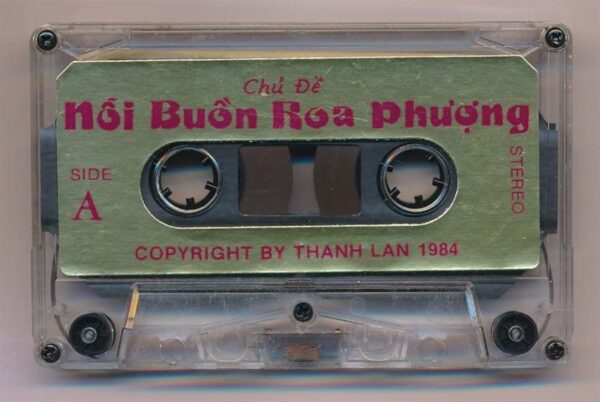 Chủ Đề
Nỗi Buồn Hoa Phượng
SIDE
A
STEREO
COPYRIGHT BY THANH LAN 1984